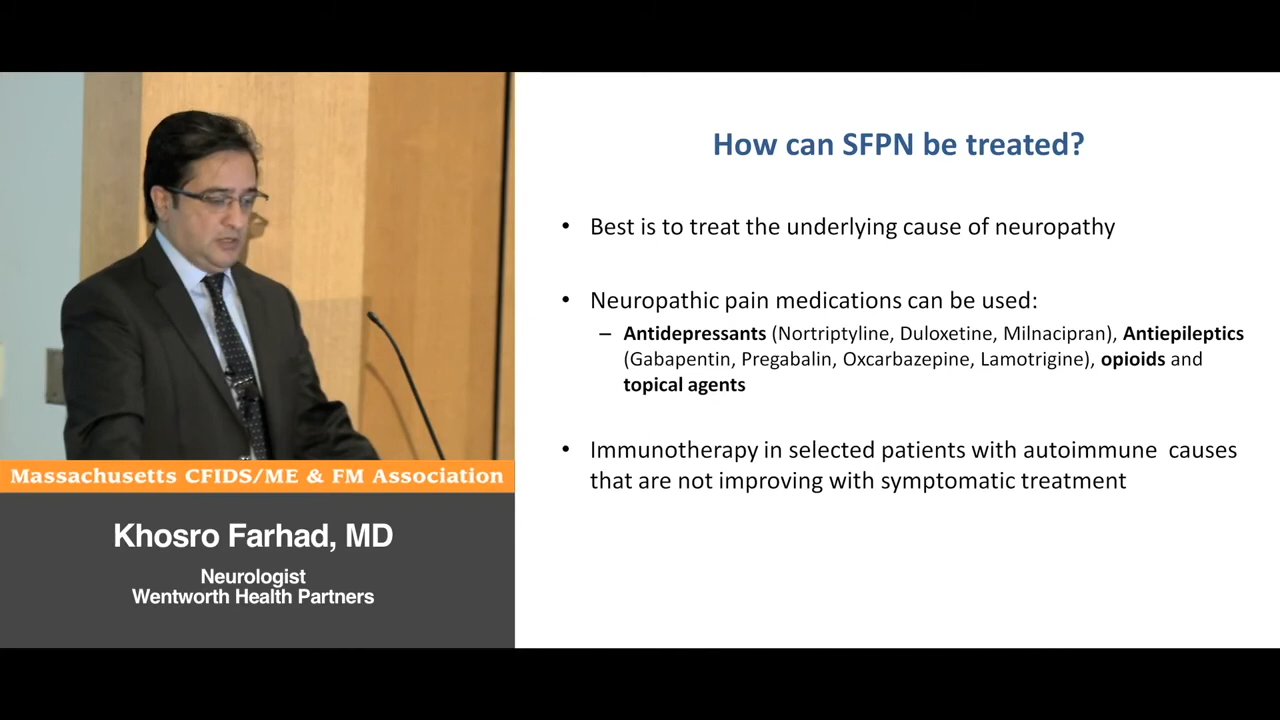 How can SFPN be treated?
• Best is to treat the underlying cause of neuropathy
• Neuropathic pain medications can be used:
– Antidepressants (Nortriptyline, Duloxetine, Milnacipran), Antiepileptics
(Gabapentin, Pregabalin, Oxcarbazepine, Lamotrigine), opioids and
topical agents
• Immunotherapy in selected patients with autoimmune causes
that are not improving with symptomatic treatment
Massachusetts CFIDS/ME & FM Association
Khosro Farhad, MD
Neurologist
Wentworth Health Partners